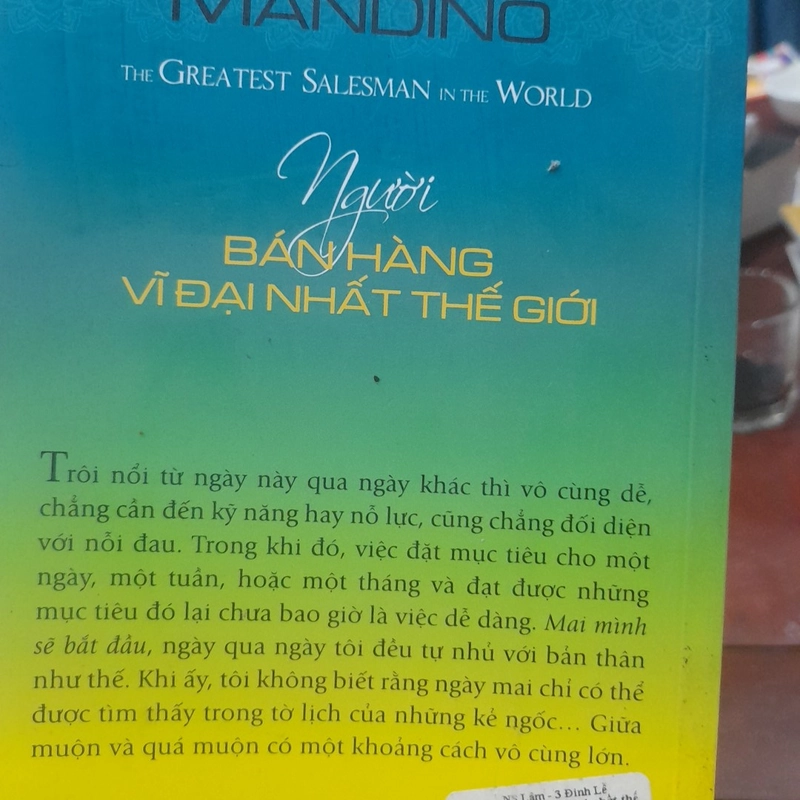 MANDINO
THE GREATEST SALESMAN IN THE WORLD
Người
BÁN HÀNG
VĨ ĐẠI NHẤT THẾ GIỚI
Trôi nổi từ ngày này qua ngày khác thì vô cùng dễ,
chẳng cần đến kỹ năng hay nỗ lực, cũng chẳng đối diện
với nỗi đau. Trong khi đó, việc đặt mục tiêu cho một
ngày, một tuần, hoặc một tháng và đạt được những
mục tiêu đó lại chưa bao giờ là việc dễ dàng. Mai mình
sẽ bắt đầu, ngày qua ngày tôi đều tự nhủ với bản thân
như thế. Khi ấy, tôi không biết rằng ngày mai chỉ có thể
được tìm thấy trong tờ lịch của những kẻ ngốc... Giữa
muộn và quá muộn có một khoảng cách vô cùng lớn.
NS Lâm - 3 Đinh Lễ